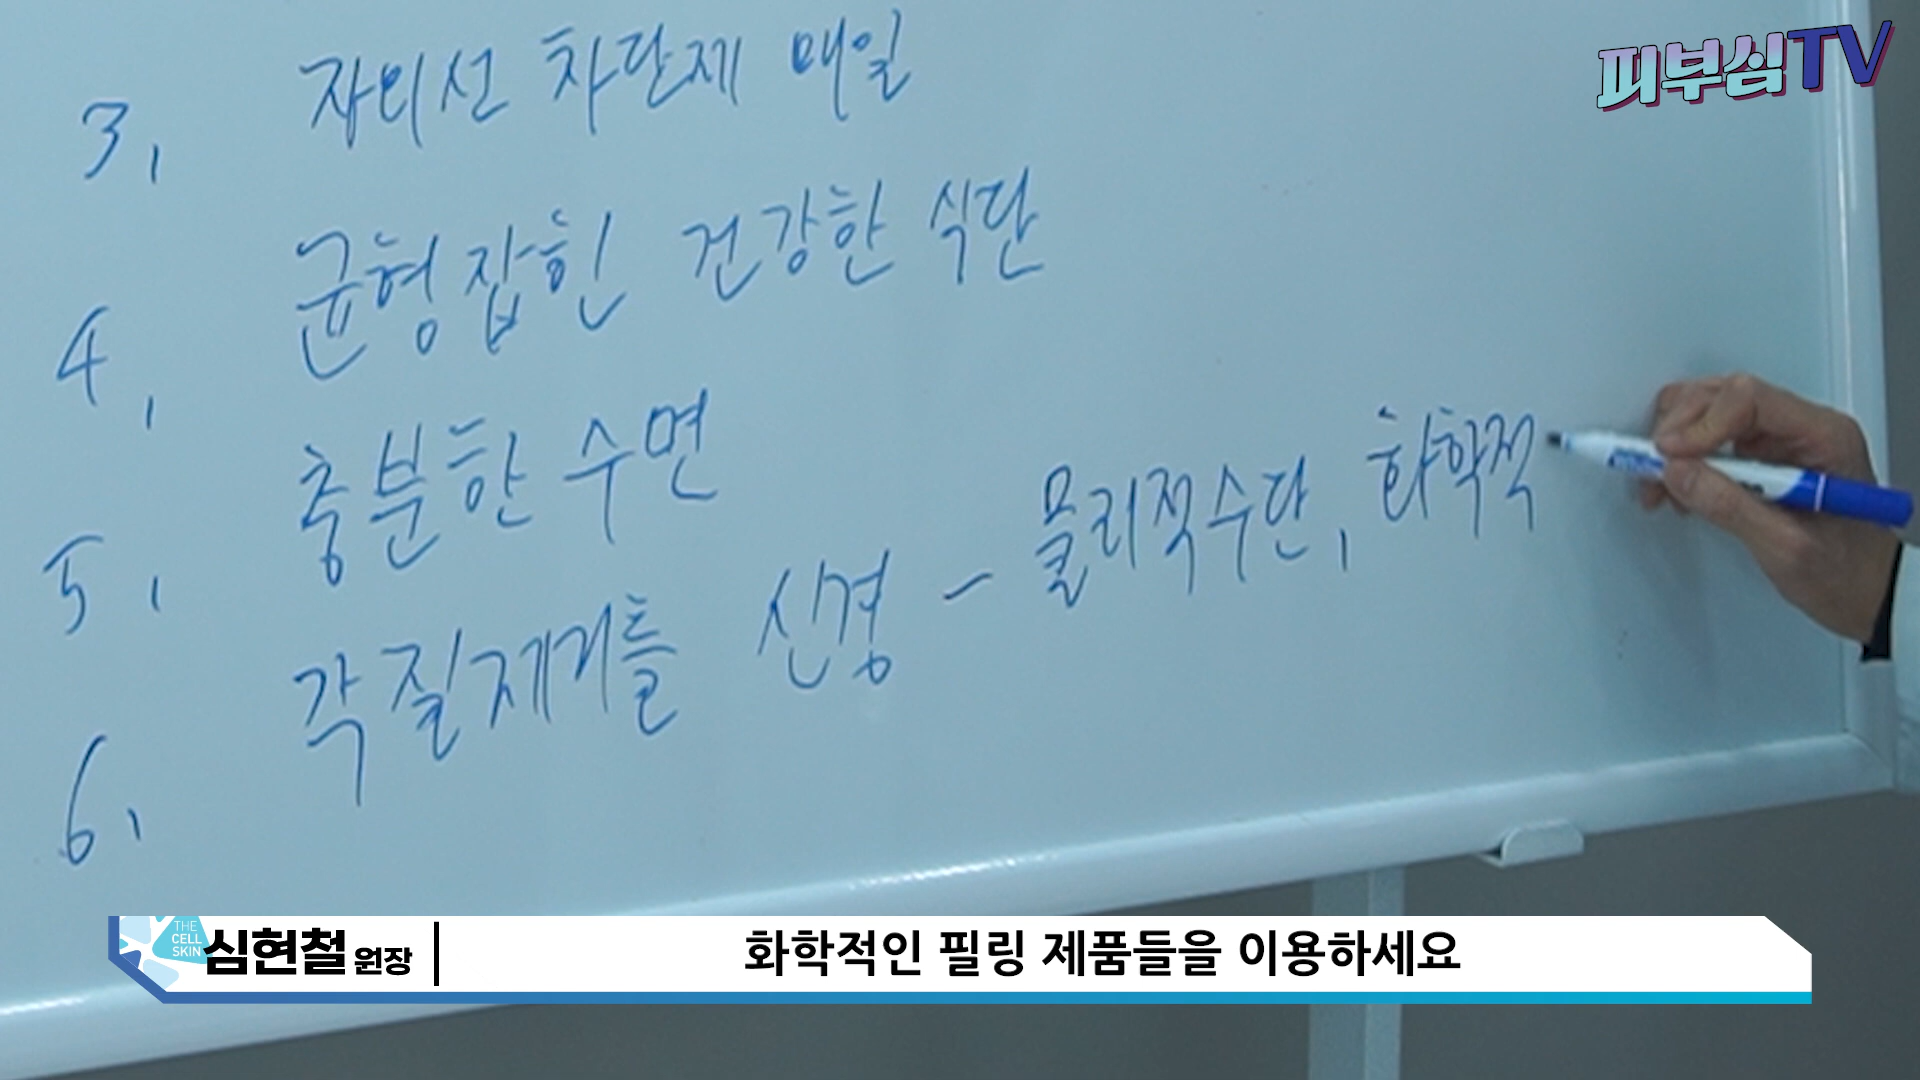 피부심TV
3, 자외선 차단제 매일
4, 균형잡힌 건강한 식단
5, 충분한 수면
6, 각질제거를 신경 - 물리적수단, 화학적
THE CELL SKIN
심현철 원장
화학적인 필링 제품들을 이용하세요